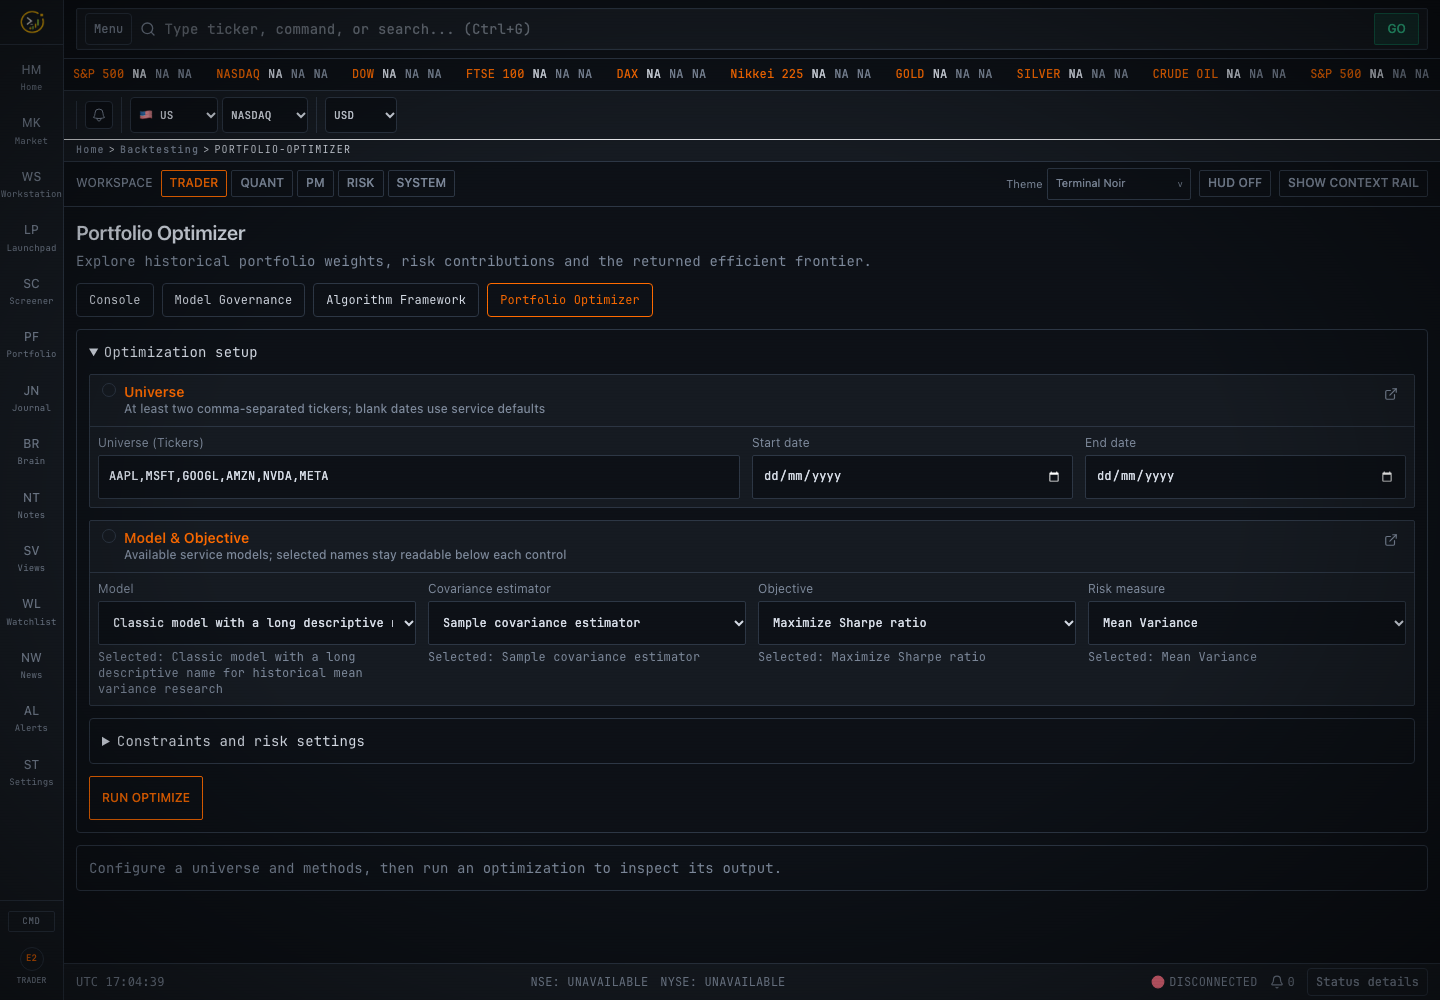 Menu Type ticker, command, or search... (Ctrl+G) GO
S&P 500 NA NA NA NASDAQ NA NA NA DOW NA NA NA FTSE 100 NA NA NA DAX NA NA NA Nikkei 225 NA NA NA GOLD NA NA NA SILVER NA NA NA CRUDE OIL NA NA NA S&P 500 NA NA NA
US NASDAQ USD
Home > Backtesting > PORTFOLIO-OPTIMIZER
WORKSPACE TRADER QUANT PM RISK SYSTEM Theme Terminal Noir v HUD OFF SHOW CONTEXT RAIL
HM
Home
MK
Market
WS
Workstation
LP
Launchpad
SC
Screener
PF
Portfolio
JN
Journal
BR
Brain
NT
Notes
SV
Views
WL
Watchlist
NW
News
AL
Alerts
ST
Settings
CMD
E2
TRADER
Portfolio Optimizer
Explore historical portfolio weights, risk contributions and the returned efficient frontier.
Console Model Governance Algorithm Framework Portfolio Optimizer
Optimization setup
Universe
At least two comma-separated tickers; blank dates use service defaults
Universe (Tickers) Start date End date
AAPL,MSFT,GOOGL,AMZN,NVDA,META dd/mm/yyyy dd/mm/yyyy
Model & Objective
Available service models; selected names stay readable below each control
Model Covariance estimator Objective Risk measure
Classic model with a long descriptive Sample covariance estimator Maximize Sharpe ratio Mean Variance
Selected: Classic model with a long
descriptive name for historical mean
variance research
Selected: Sample covariance estimator
Selected: Maximize Sharpe ratio
Selected: Mean Variance
Constraints and risk settings
RUN OPTIMIZE
Configure a universe and methods, then run an optimization to inspect its output.
UTC 17:04:39 NSE: UNAVAILABLE NYSE: UNAVAILABLE DISCONNECTED 0 Status details